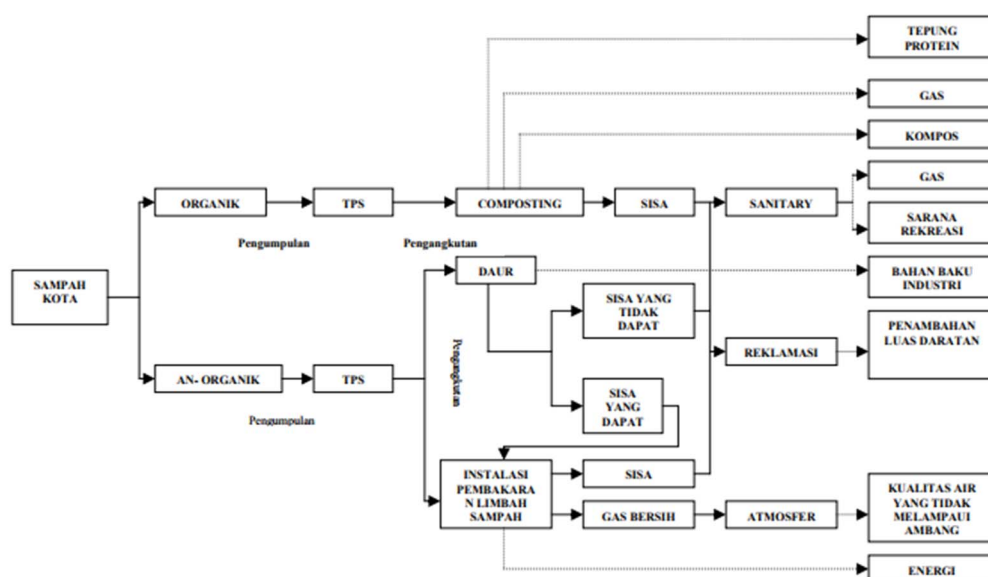 TEPUNG
PROTEIN
GAS
KOMPOS
GAS
ORGANIK
TPS
COMPOSTING
SISA
SANITARY
SARANA
REKREASI
Pengumpulan
Pengangkutan
SAMPAH
KOTA
DAUR
BAHAN BAKU
INDUSTRI
SISA YANG
TIDAK
DAPAT
PENAMBAHAN
LUAS DARATAN
REKLAMASI
Pengangkutan
AN- ORGANIK
TPS
SISA
YANG
DAPAT
Pengumpulan
INSTALASI
PEMBAKARA
N LIMBAH
SAMPAH
SISA
GAS BERSIH
ATMOSFER
KUALITAS AIR
YANG TIDAK
MELAMPAUI
AMBANG
ENERGI